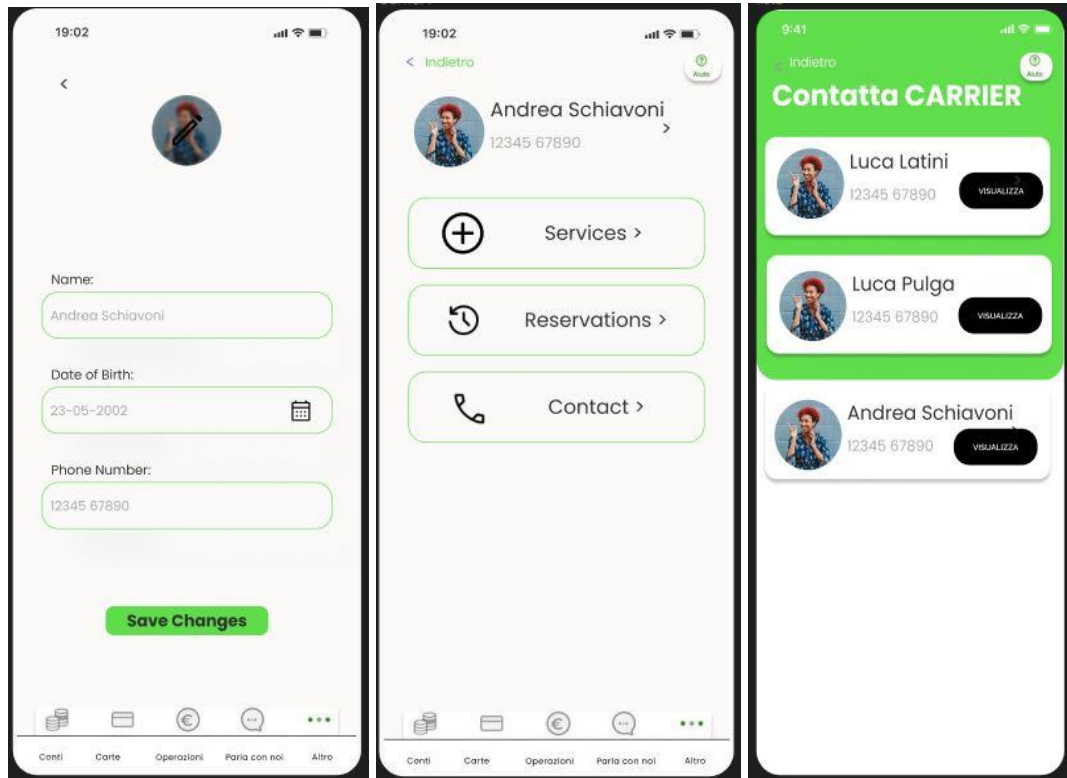 19:02
Name:
Andrea Schiavoni
Date of Birth:
23-05-2002
Phone Number:
12345 67890
Save Changes
Conti Carte Operazioni Parla con noi Altro
19:02
< Indietro
Aiuto
Andrea Schiavoni
>
12345 67890
Services >
Reservations >
Contact >
Conti Carte Operazioni Parla con noi Altro
9:41
< Indietro
Aiuto
Contatta CARRIER
Luca Latini
12345 67890 VISUALIZZA
Luca Pulga
12345 67890 VISUALIZZA
Andrea Schiavoni
12345 67890 VISUALIZZA